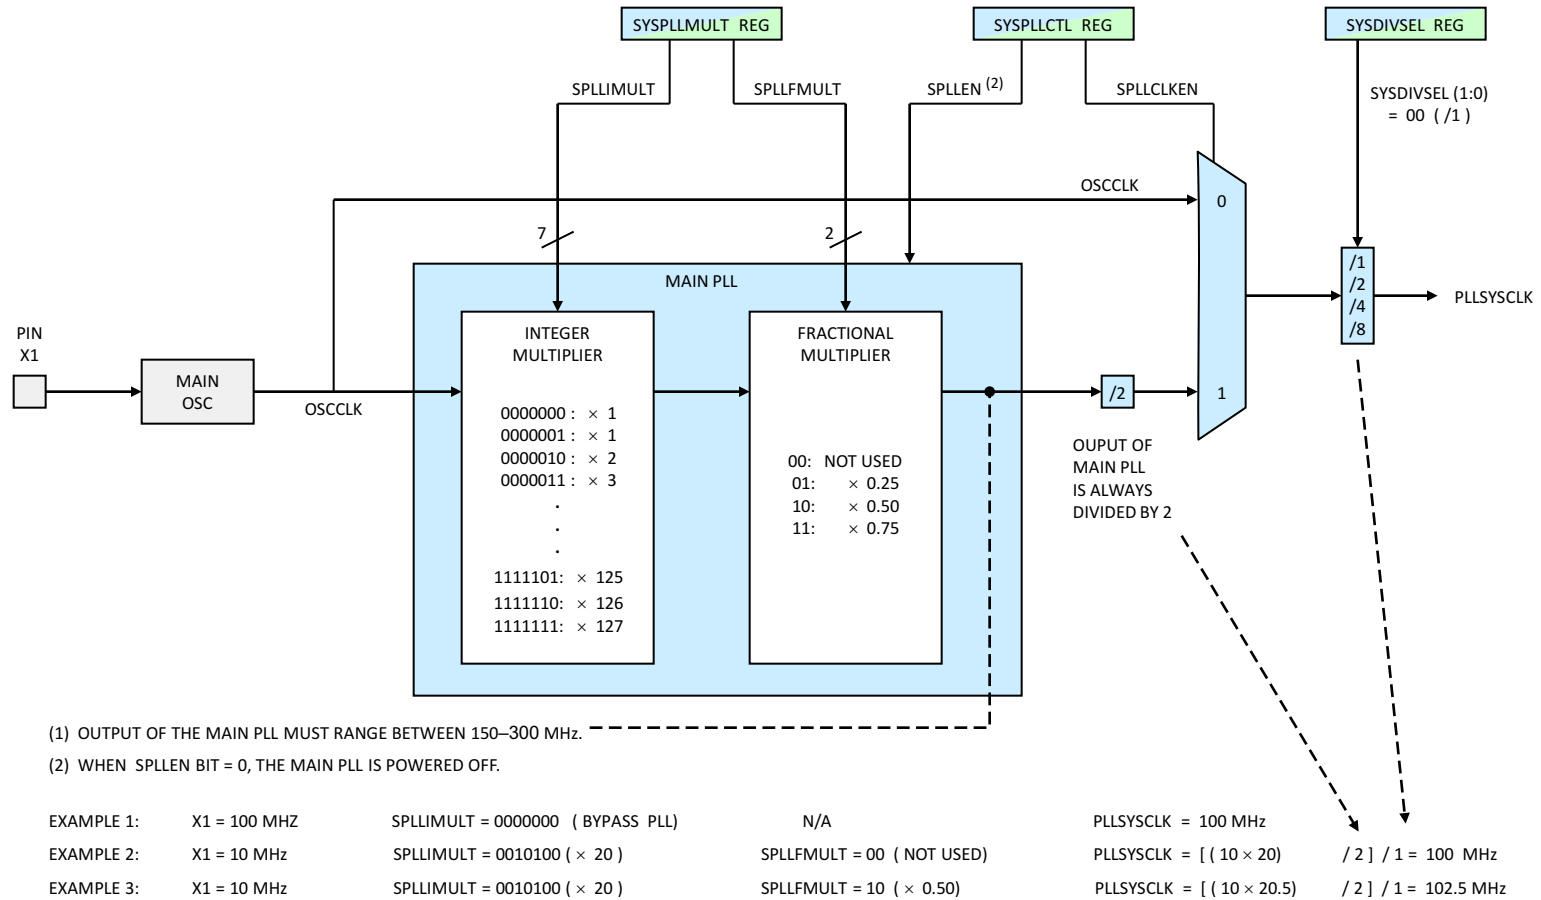 SYSPLLMULT REG
SYSPLLCTL REG
SYSDIVSEL REG
SPLLIMULT
SPLLFMULT
SPLLEN (2)
SPLLCLKEN
SYSDIVSEL (1:0)
= 00 ( /1 )
OSCCLK
0
7
2
MAIN PLL
/1
/2
/4
/8
PLLSYSCLK
PIN
X1
MAIN
OSC
OSCCLK
INTEGER
MULTIPLIER
0000000 : × 1
0000001 : × 1
0000010 : × 2
0000011 : × 3
.
.
.
1111101: × 125
1111110: × 126
1111111: × 127
FRACTIONAL
MULTIPLIER
00: NOT USED
01: × 0.25
10: × 0.50
11: × 0.75
/2
1
OUPUT OF
MAIN PLL
IS ALWAYS
DIVIDED BY 2
(1) OUTPUT OF THE MAIN PLL MUST RANGE BETWEEN 150–300 MHz.
(2) WHEN SPLLEN BIT = 0, THE MAIN PLL IS POWERED OFF.
EXAMPLE 1: X1 = 100 MHZ SPLLIMULT = 0000000 ( BYPASS PLL) N/A PLLSYSCLK = 100 MHz
EXAMPLE 2: X1 = 10 MHz SPLLIMULT = 0010100 ( × 20 ) SPLLFMULT = 00 ( NOT USED) PLLSYSCLK = [ ( 10 × 20) / 2 ] / 1 = 100 MHz
EXAMPLE 3: X1 = 10 MHz SPLLIMULT = 0010100 ( × 20 ) SPLLFMULT = 10 ( × 0.50) PLLSYSCLK = [ ( 10 × 20.5) / 2 ] / 1 = 102.5 MHz